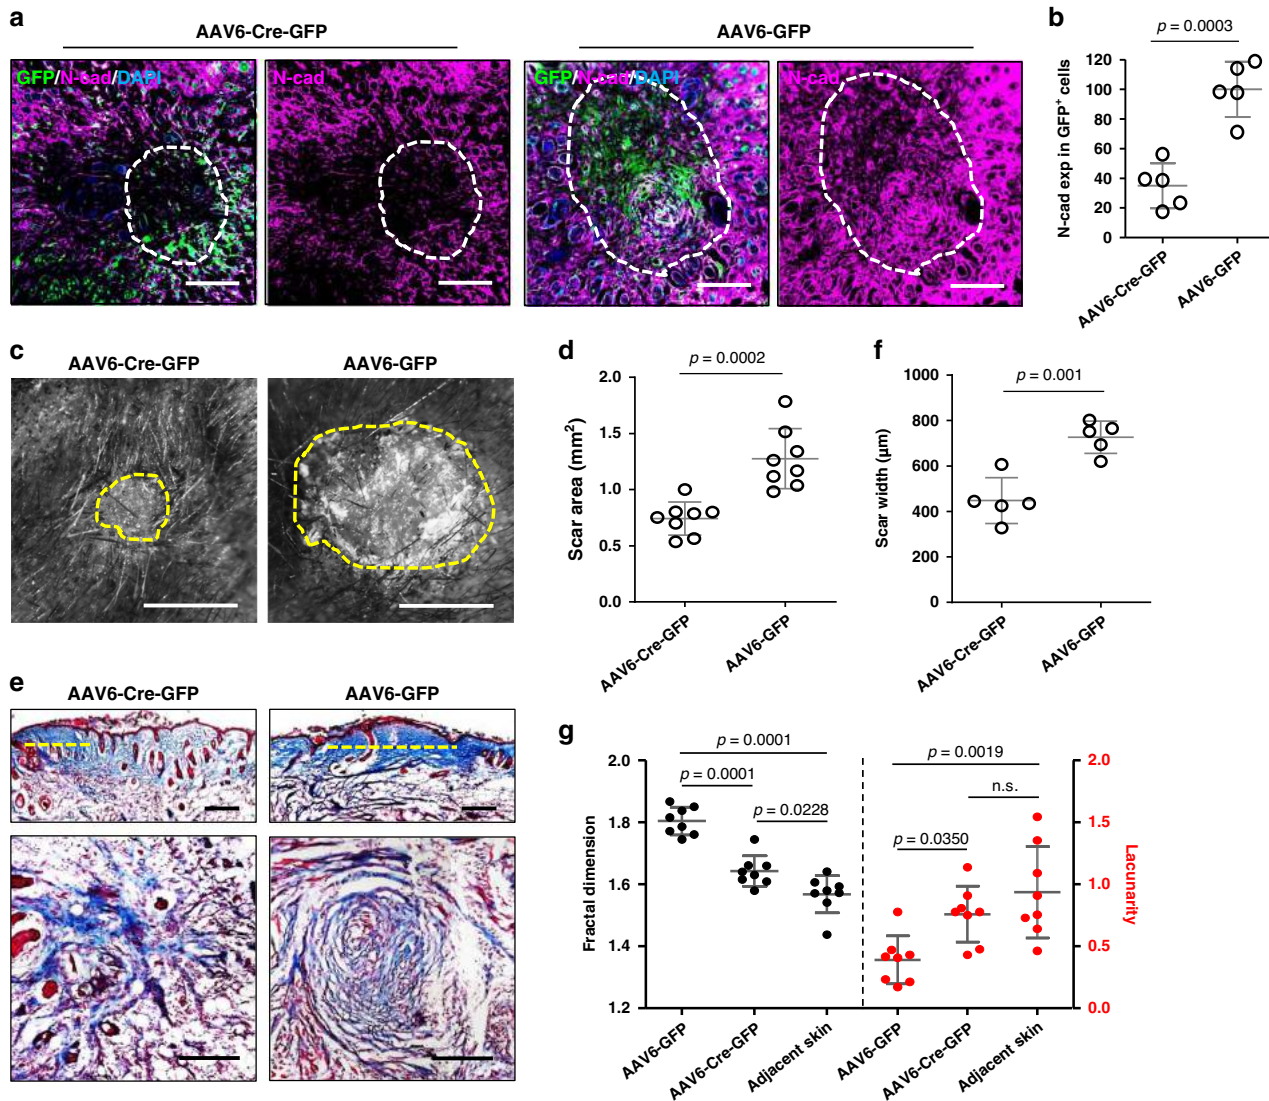 a
AAV6-Cre-GFP
AAV6-GFP
GFP/N-cad/DAPI
N-cad
GFP/N-cad/DAPI
N-cad
b
p = 0.0003
N-cad exp in GFP+ cells
120
100
80
60
40
20
0
AAV6-Cre-GFP
AAV6-GFP
c
AAV6-Cre-GFP
AAV6-GFP
d
p = 0.0002
Scar area (mm2)
2.0
1.5
1.0
0.5
0.0
AAV6-Cre-GFP
AAV6-GFP
f
p = 0.001
Scar width (µm)
1000
800
600
400
200
0
AAV6-Cre-GFP
AAV6-GFP
e
AAV6-Cre-GFP
AAV6-GFP
g
p = 0.0001
p = 0.0001
p = 0.0228
p = 0.0019
n.s.
p = 0.0350
Fractal dimension
2.0
1.8
1.6
1.4
1.2
2.0
1.5
1.0
0.5
0.0
Lacunarity
AAV6-GFP
AAV6-Cre-GFP
Adjacent skin
AAV6-GFP
AAV6-Cre-GFP
Adjacent skin